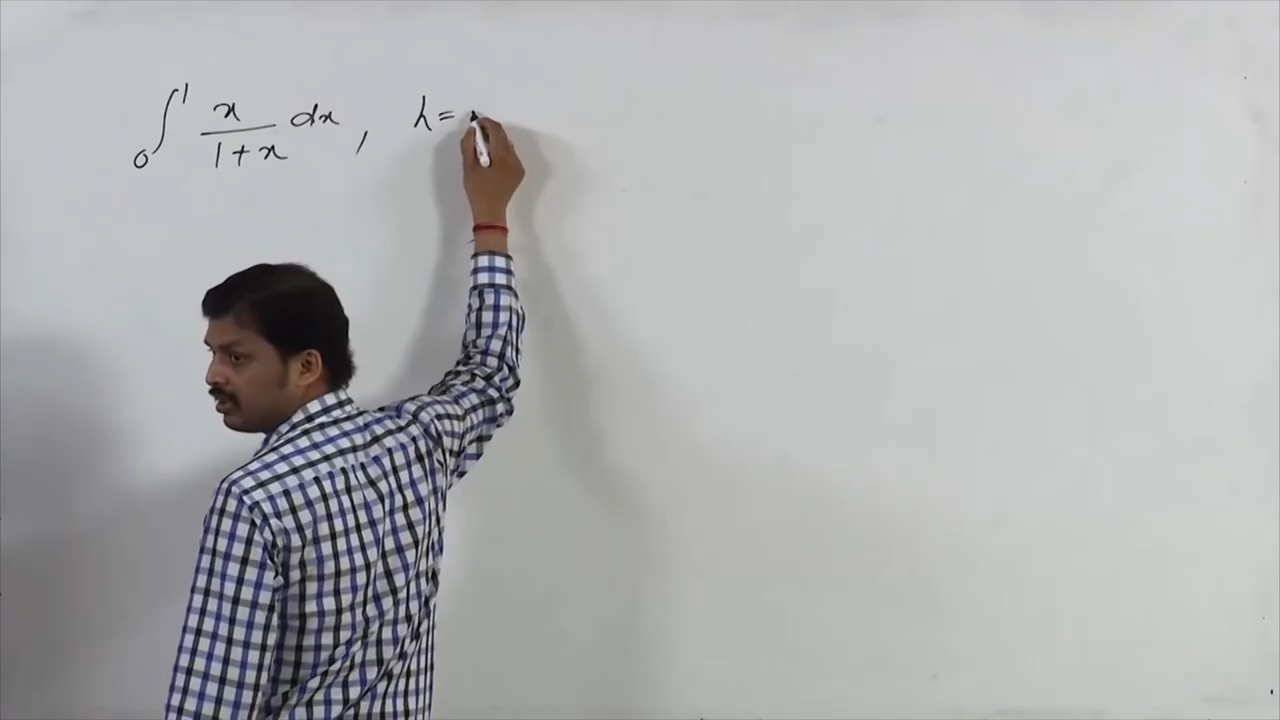 ∫₀¹ x/(1+x) dx , h=